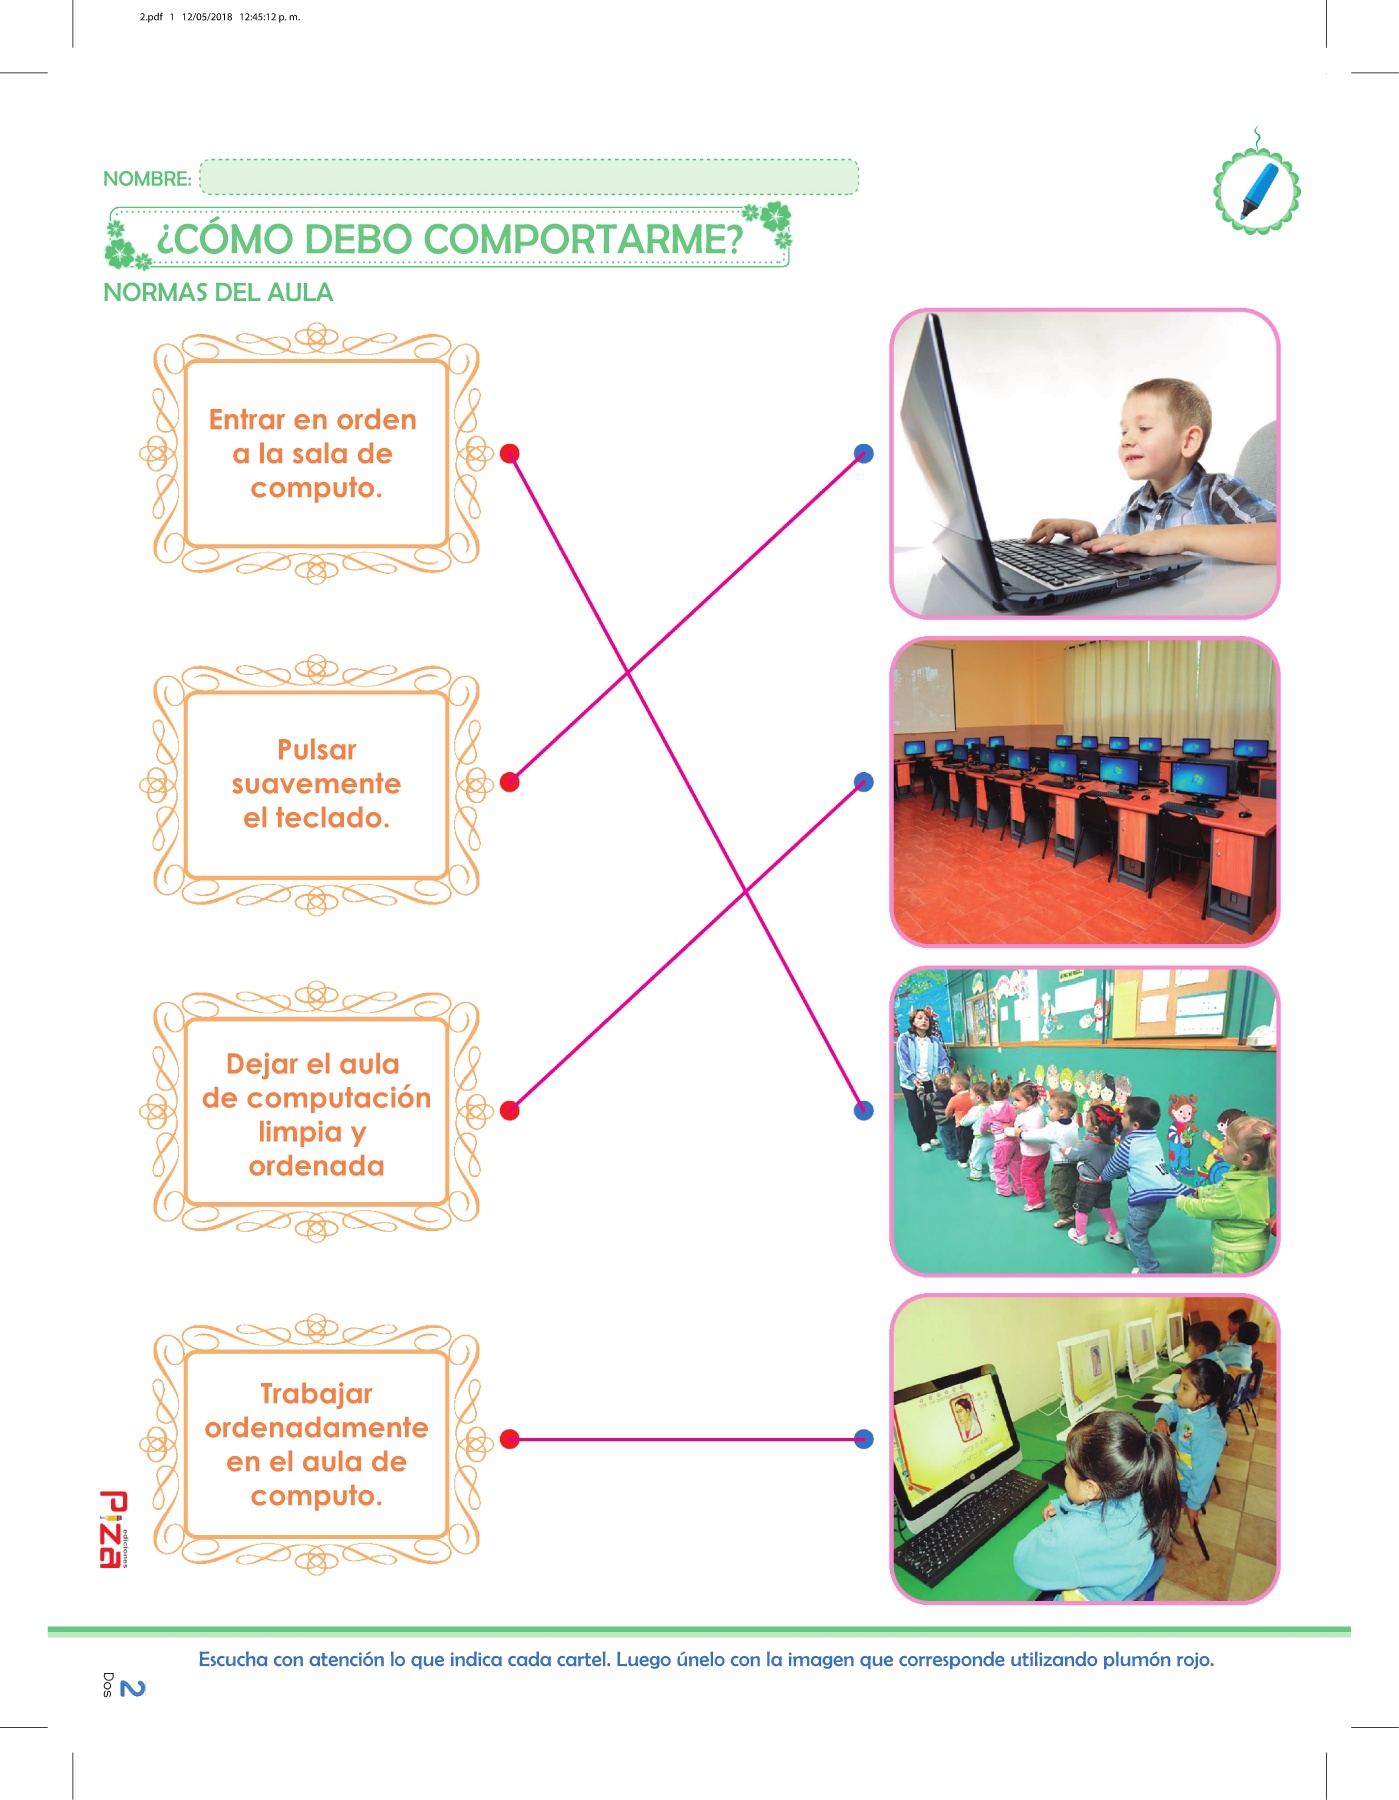 2.pdf 1 12/05/2018 12:45:12 p. m.
NOMBRE:
¿CÓMO DEBO COMPORTARME?
NORMAS DEL AULA
Entrar en orden
a la sala de
computo.
Pulsar
suavemente
el teclado.
Dejar el aula
de computación
limpia y
ordenada
Trabajar
ordenadamente
en el aula de
computo.
Piza
ediciones
Escucha con atención lo que indica cada cartel. Luego únelo con la imagen que corresponde utilizando plumón rojo.
2
Dos